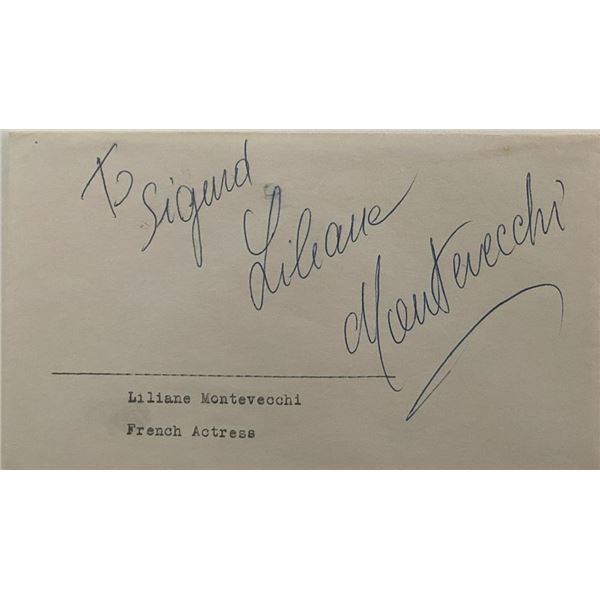 To Sigurd
Liliane
Montevecchi
Liliane Montevecchi
French Actress